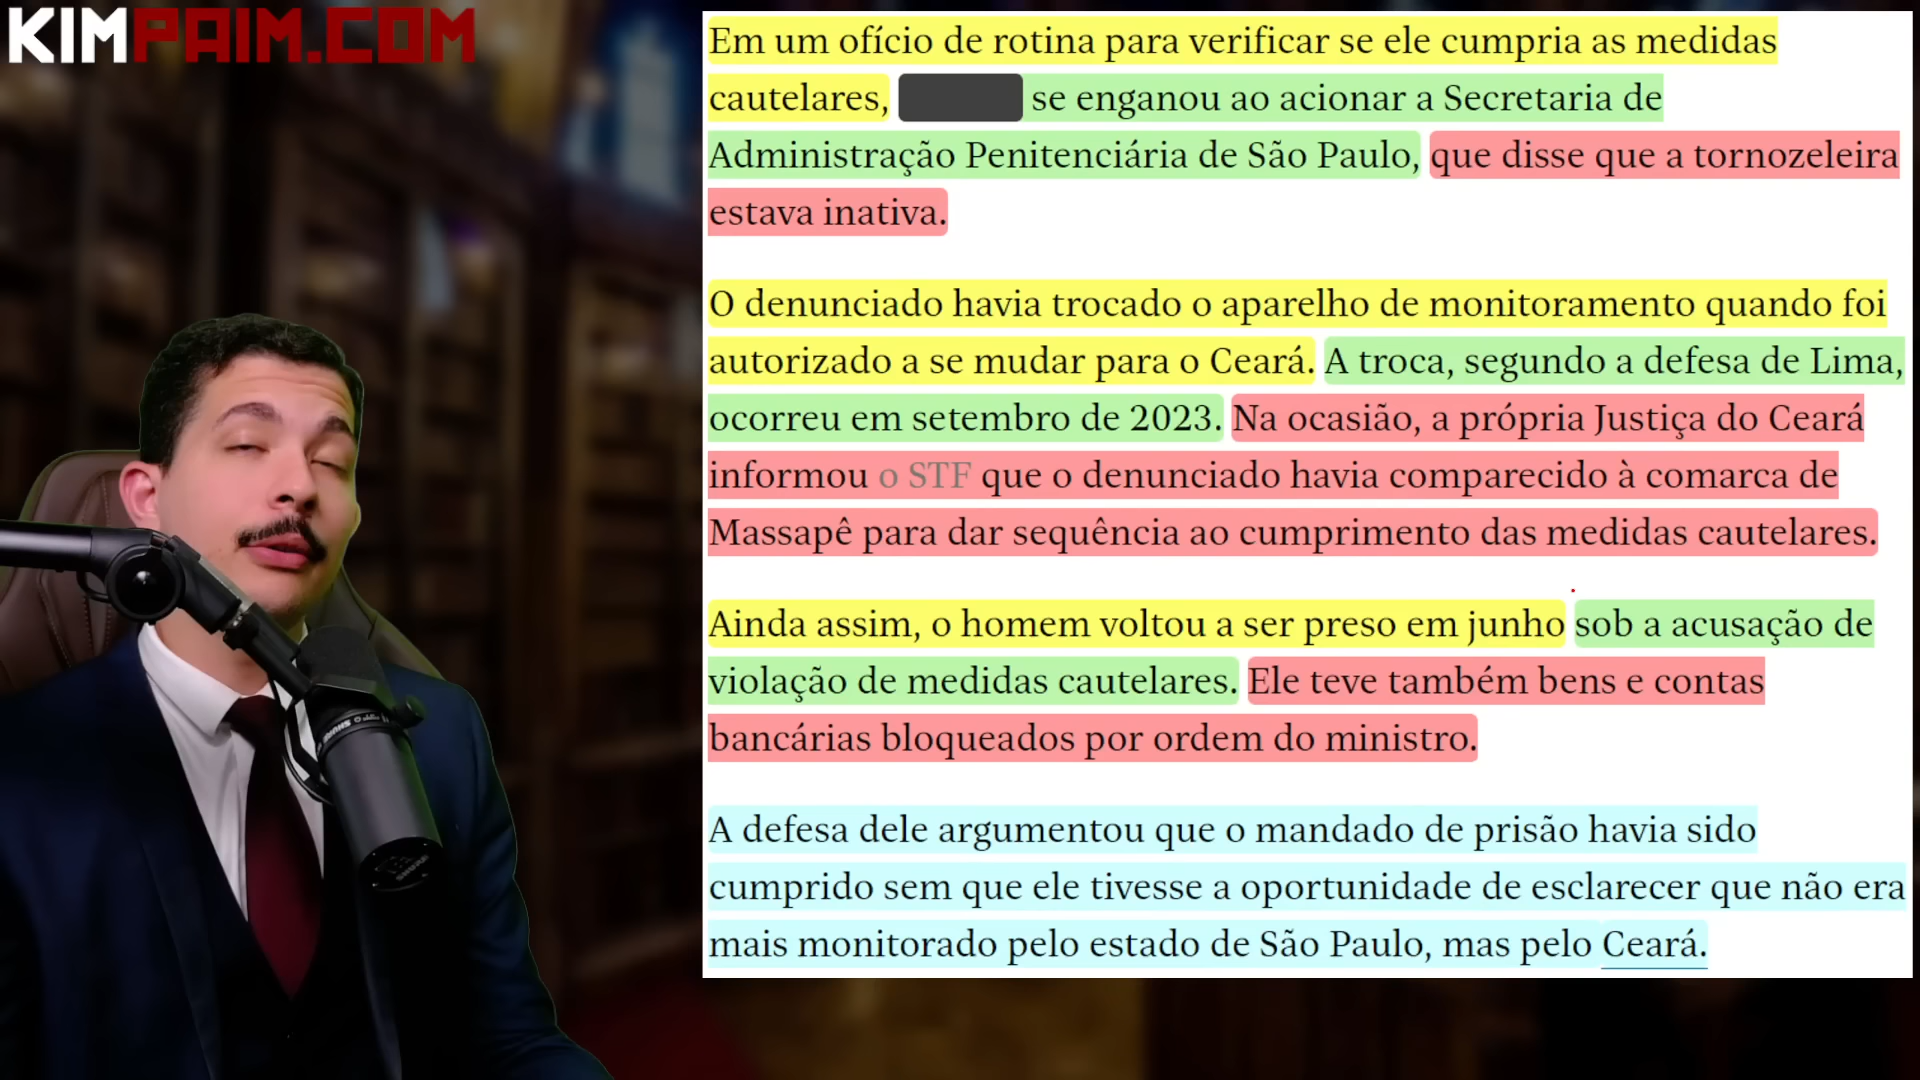 KIMPAIM.COM
Em um ofício de rotina para verificar se ele cumpria as medidas
cautelares, se enganou ao acionar a Secretaria de
Administração Penitenciária de São Paulo, que disse que a tornozeleira
estava inativa.
O denunciado havia trocado o aparelho de monitoramento quando foi
autorizado a se mudar para o Ceará. A troca, segundo a defesa de Lima,
ocorreu em setembro de 2023. Na ocasião, a própria Justiça do Ceará
informou o STF que o denunciado havia comparecido à comarca de
Massapê para dar sequência ao cumprimento das medidas cautelares.
Ainda assim, o homem voltou a ser preso em junho sob a acusação de
violação de medidas cautelares. Ele teve também bens e contas
bancárias bloqueados por ordem do ministro.
A defesa dele argumentou que o mandado de prisão havia sido
cumprido sem que ele tivesse a oportunidade de esclarecer que não era
mais monitorado pelo estado de São Paulo, mas pelo Ceará.